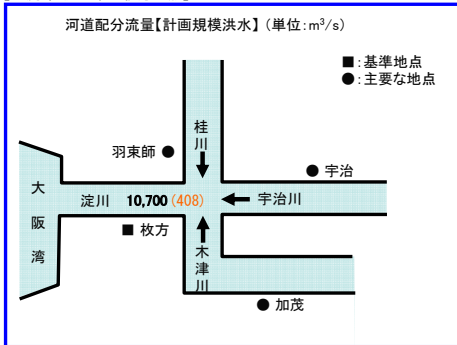 河道配分流量【計画規模洪水】（単位：m³/s）
■：基準地点
●：主要な地点
桂川
羽束師 ●
● 宇治
大阪湾
淀川 10,700 (408)
宇治川
■ 枚方
木津川
● 加茂